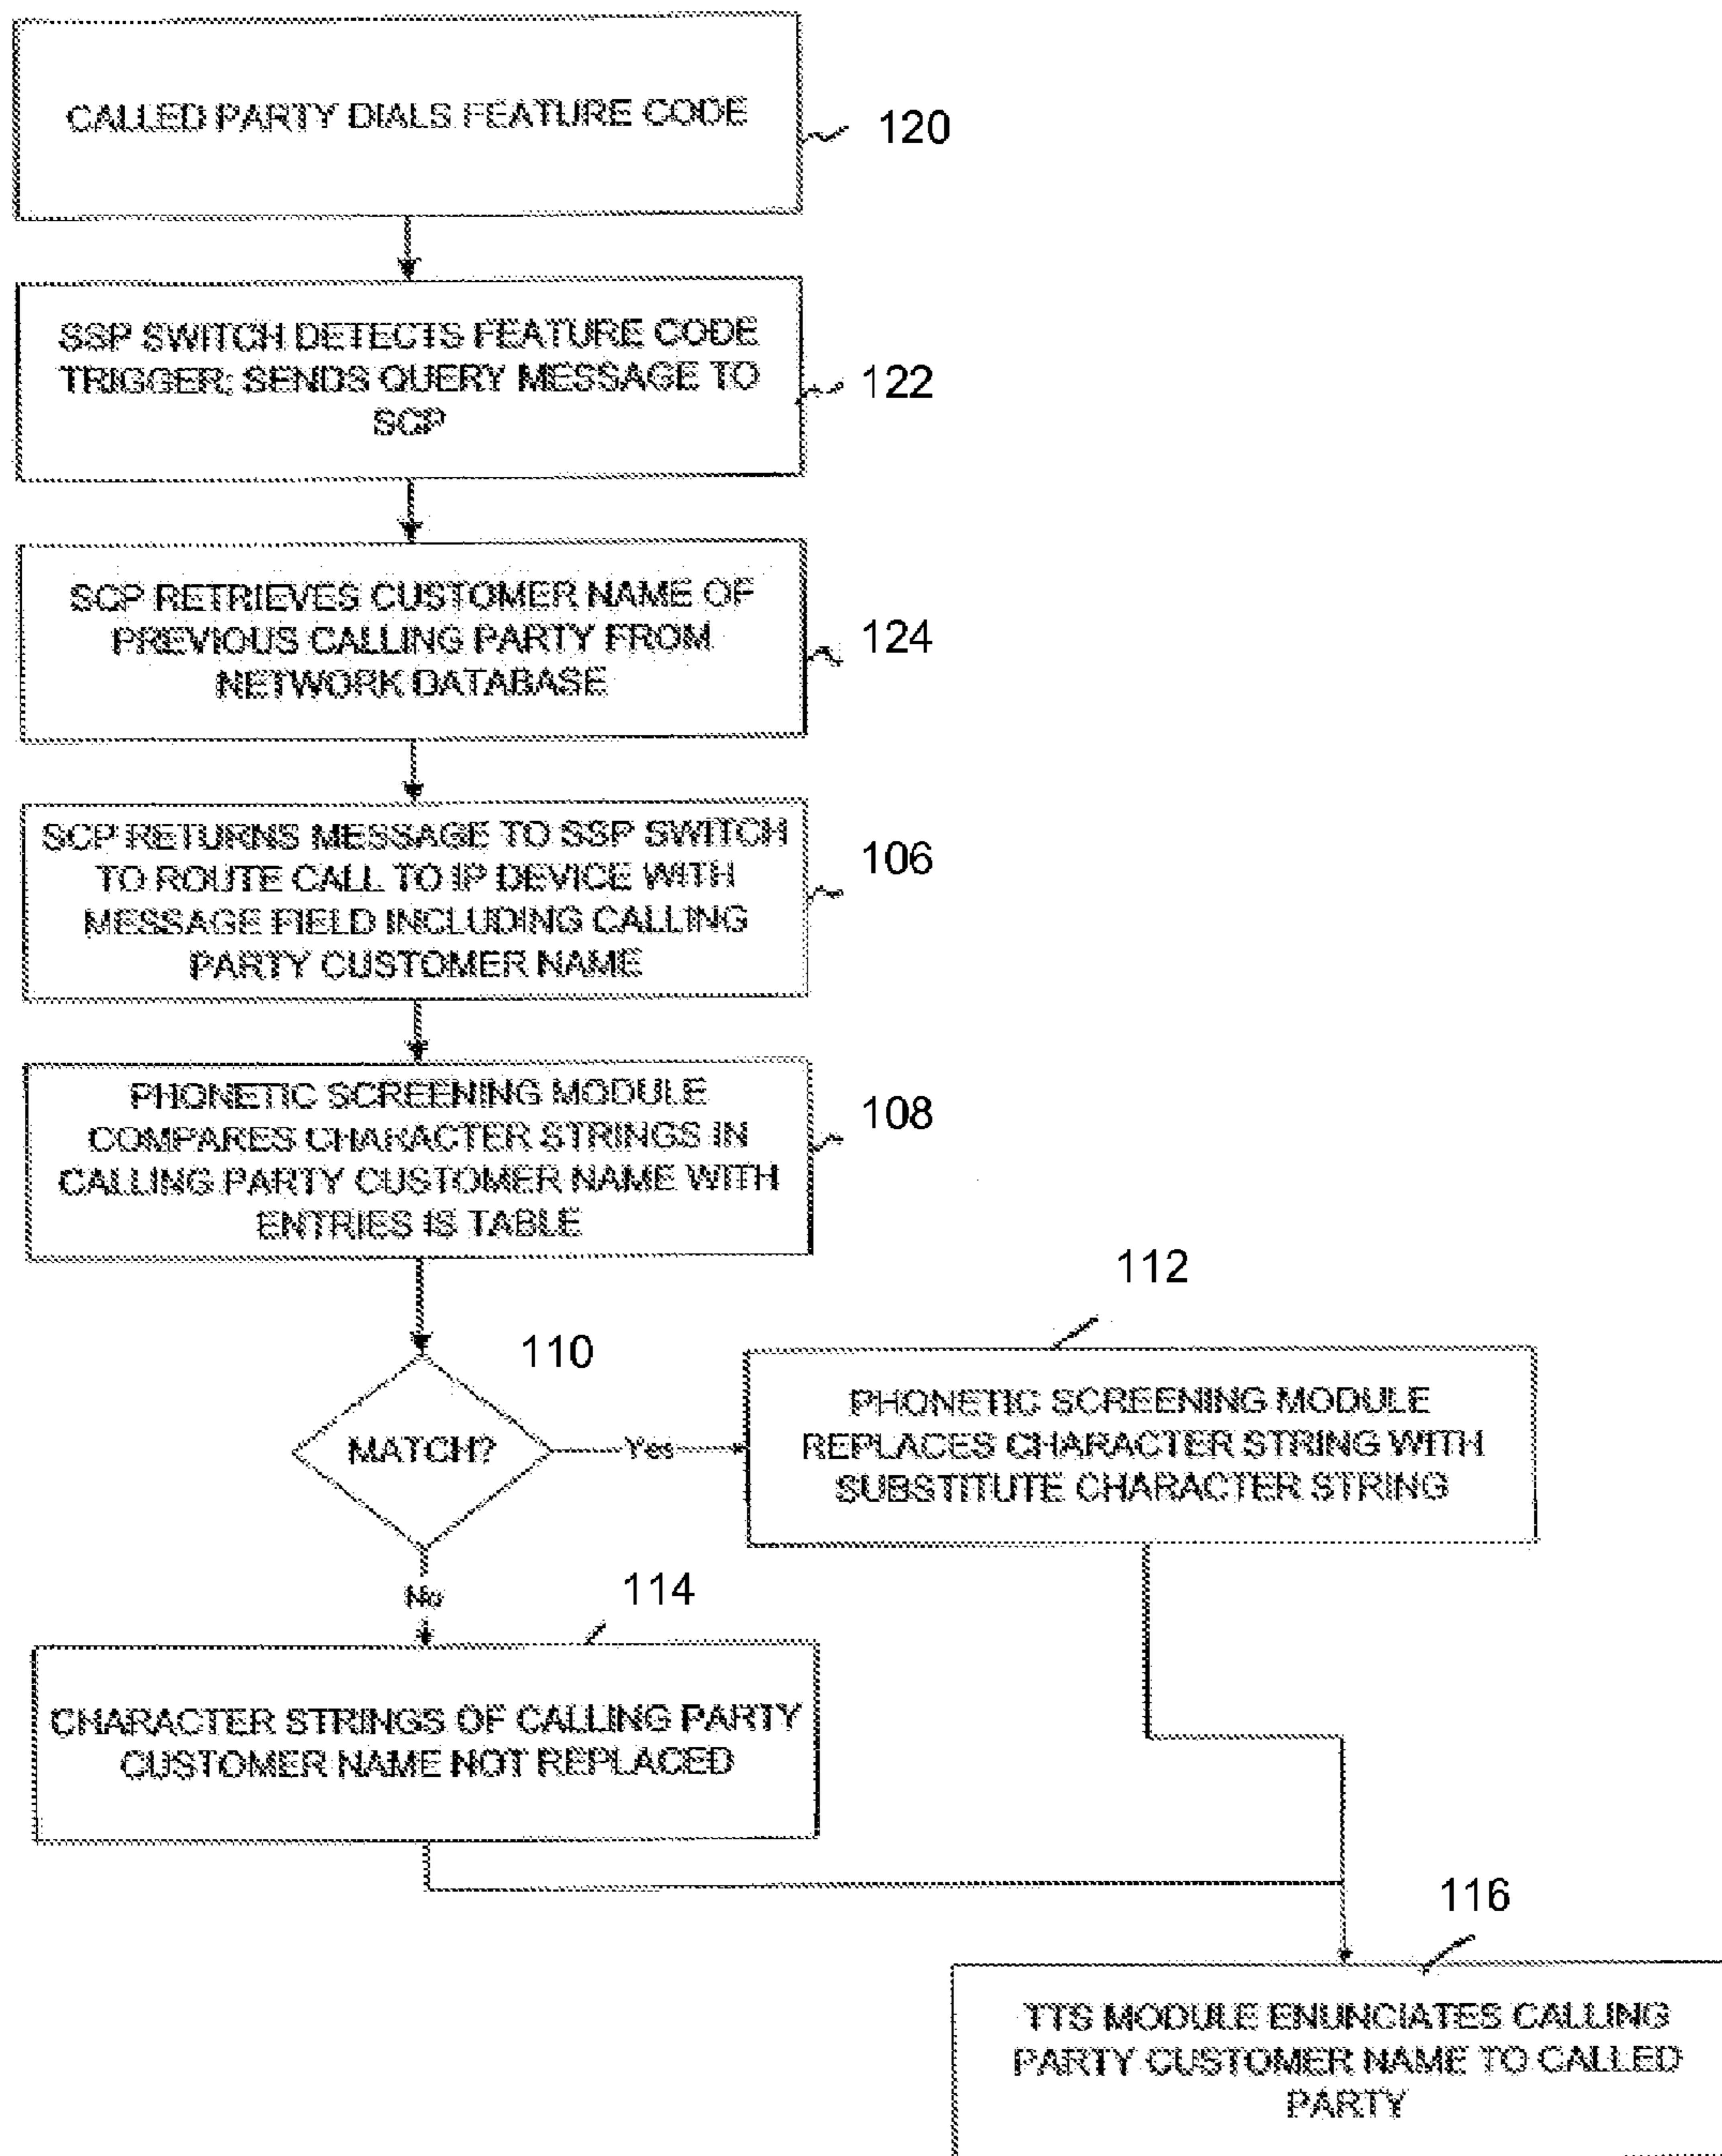 CALLED PARTY DIALS FEATURE CODE
120
SSP SWITCH DETECTS FEATURE CODE
TRIGGER; SENDS QUERY MESSAGE TO
SCP
122
SCP RETRIEVES CUSTOMER NAME OF
PREVIOUS CALLING PARTY FROM
NETWORK DATABASE
124
SCP RETURNS MESSAGE TO SSP SWITCH
TO ROUTE CALL TO IP DEVICE WITH
MESSAGE FIELD INCLUDING CALLING
PARTY CUSTOMER NAME
106
PHONETIC SCREENING MODULE
COMPARES CHARACTER STRINGS IN
CALLING PARTY CUSTOMER NAME WITH
ENTRIES IS TABLE
108
110
MATCH?
Yes
112
PHONETIC SCREENING MODULE
REPLACES CHARACTER STRING WITH
SUBSTITUTE CHARACTER STRING
No
114
CHARACTER STRINGS OF CALLING PARTY
CUSTOMER NAME NOT REPLACED
116
TTS MODULE ENUNCIATES CALLING
PARTY CUSTOMER NAME TO CALLED
PARTY